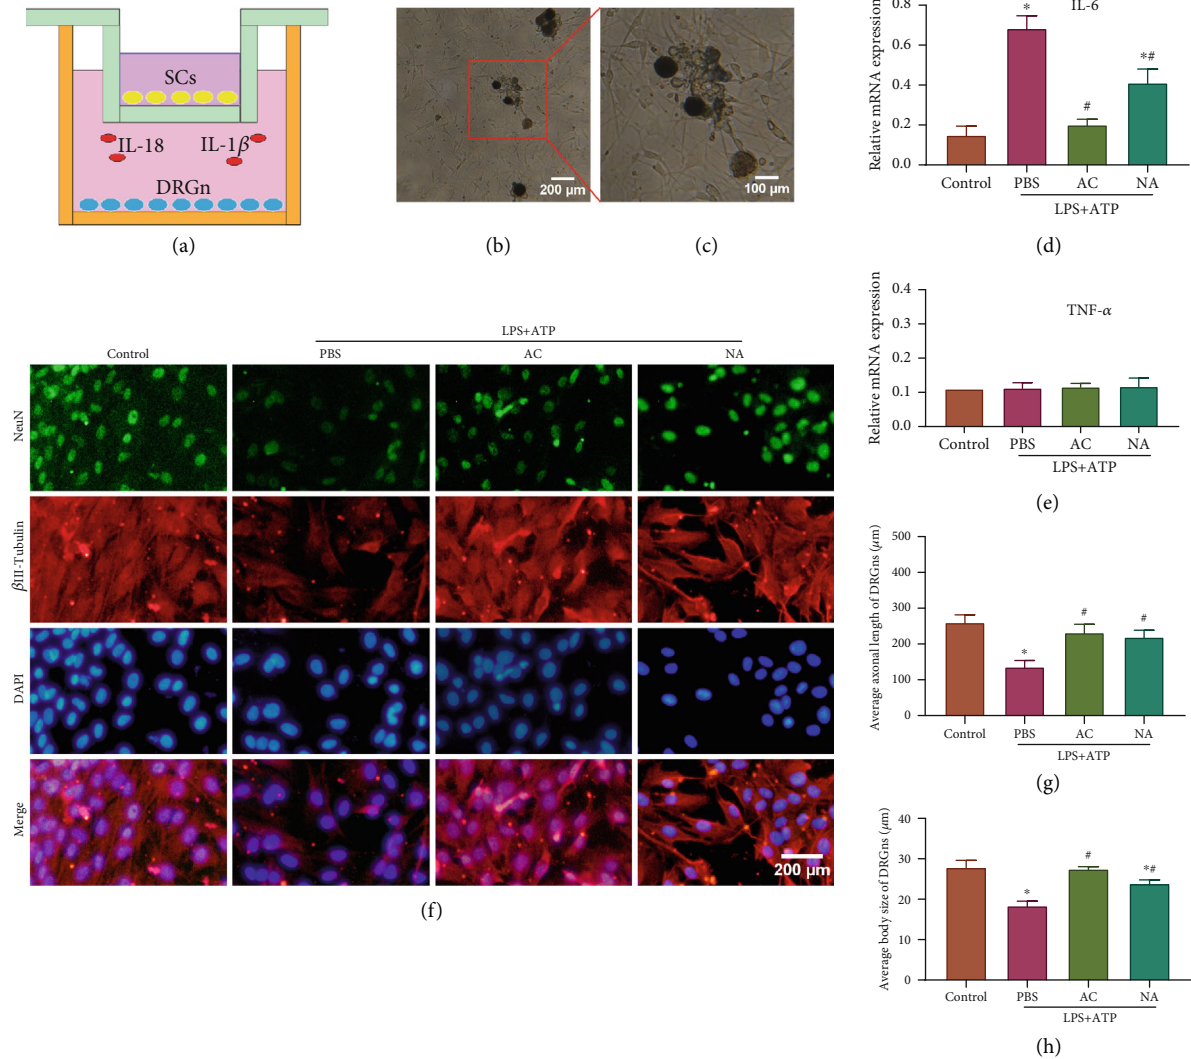 SCs
IL-18
IL-1β
DRGn
(a)
200 μm
(b)
100 μm
(c)
Relative mRNA expression
IL-6
0.8
0.6
0.4
0.2
0.0
*
#
*#
Control
PBS
AC
NA
LPS+ATP
(d)
Relative mRNA expression
TNF-α
0.4
0.3
0.2
0.1
0.0
Control
PBS
AC
NA
LPS+ATP
(e)
LPS+ATP
Control
PBS
AC
NA
NeuN
βIII-Tubulin
DAPI
Merge
200 μm
(f)
Average axonal length of DRGns (μm)
500
400
300
200
100
0
*
#
#
Control
PBS
AC
NA
LPS+ATP
(g)
Average body size of DRGns (μm)
40
30
20
10
0
*
#
*#
Control
PBS
AC
NA
LPS+ATP
(h)